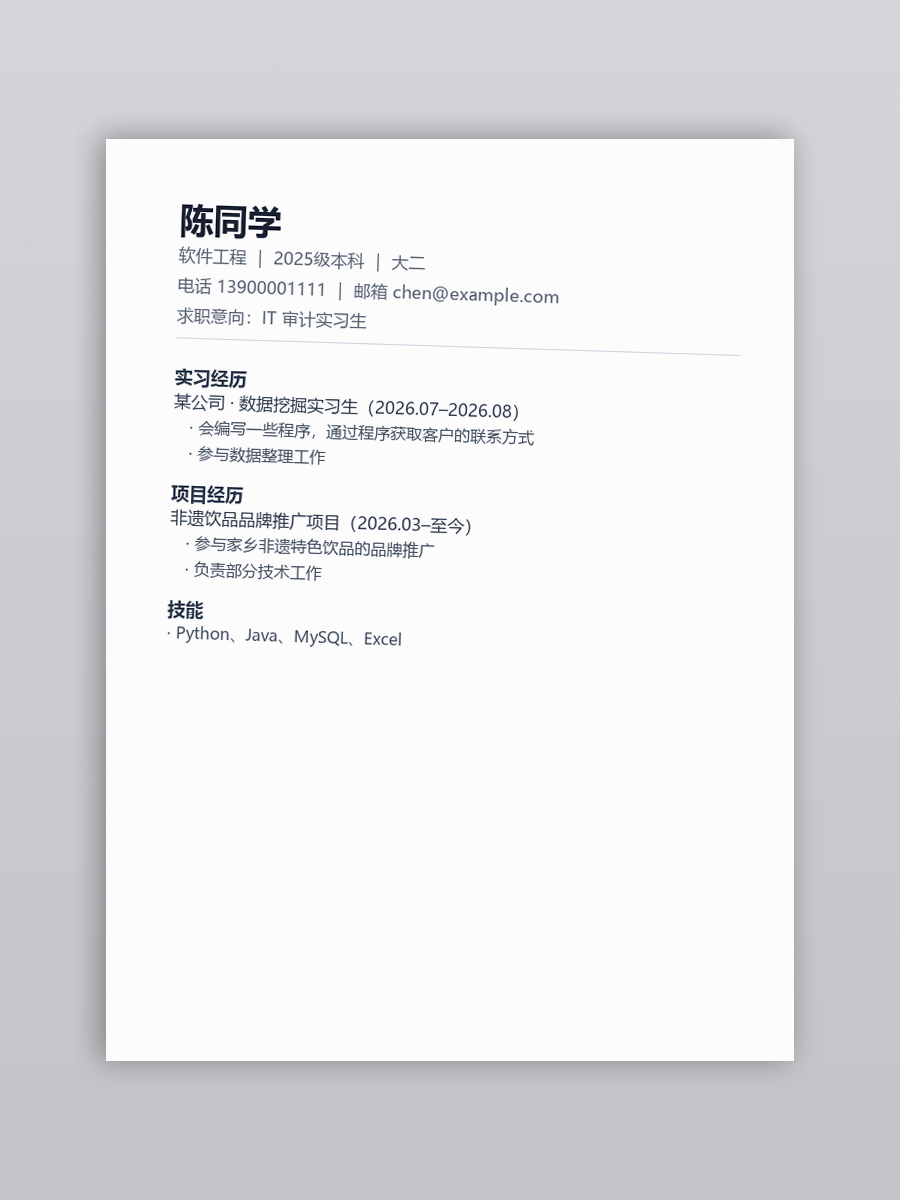 陈同学
软件工程 | 2025级本科 | 大二
电话 13900001111 | 邮箱 chen@example.com
求职意向：IT 审计实习生
实习经历
某公司 · 数据挖掘实习生（2026.07–2026.08）
· 会编写一些程序，通过程序获取客户的联系方式
· 参与数据整理工作
项目经历
非遗饮品品牌推广项目（2026.03–至今）
· 参与家乡非遗特色饮品的品牌推广
· 负责部分技术工作
技能
· Python、Java、MySQL、Excel